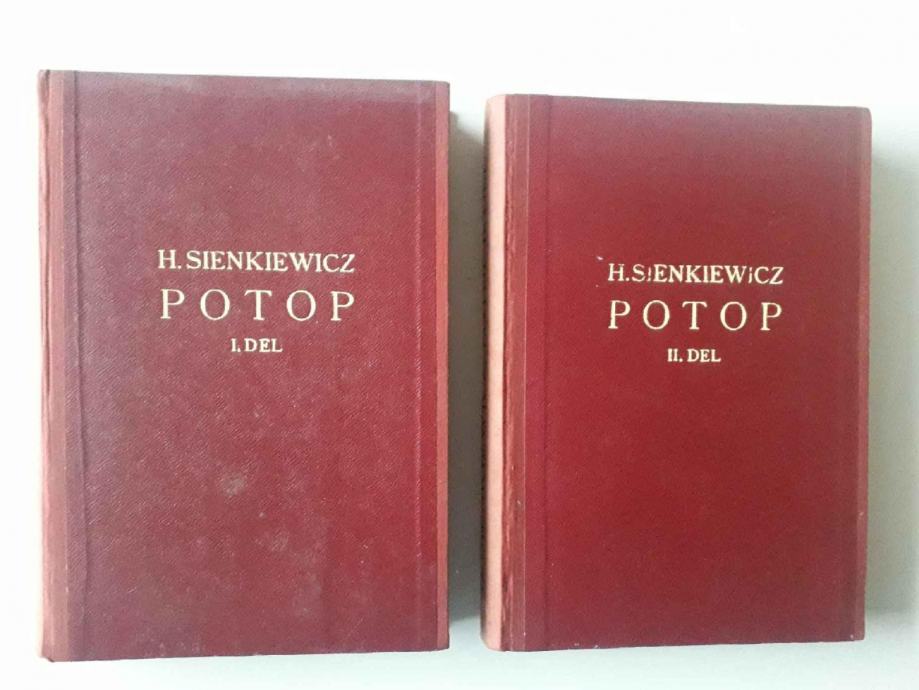 H. SIENKIEWICZ
POTOP
I. DEL
H. SIENKIEWICZ
POTOP
II. DEL